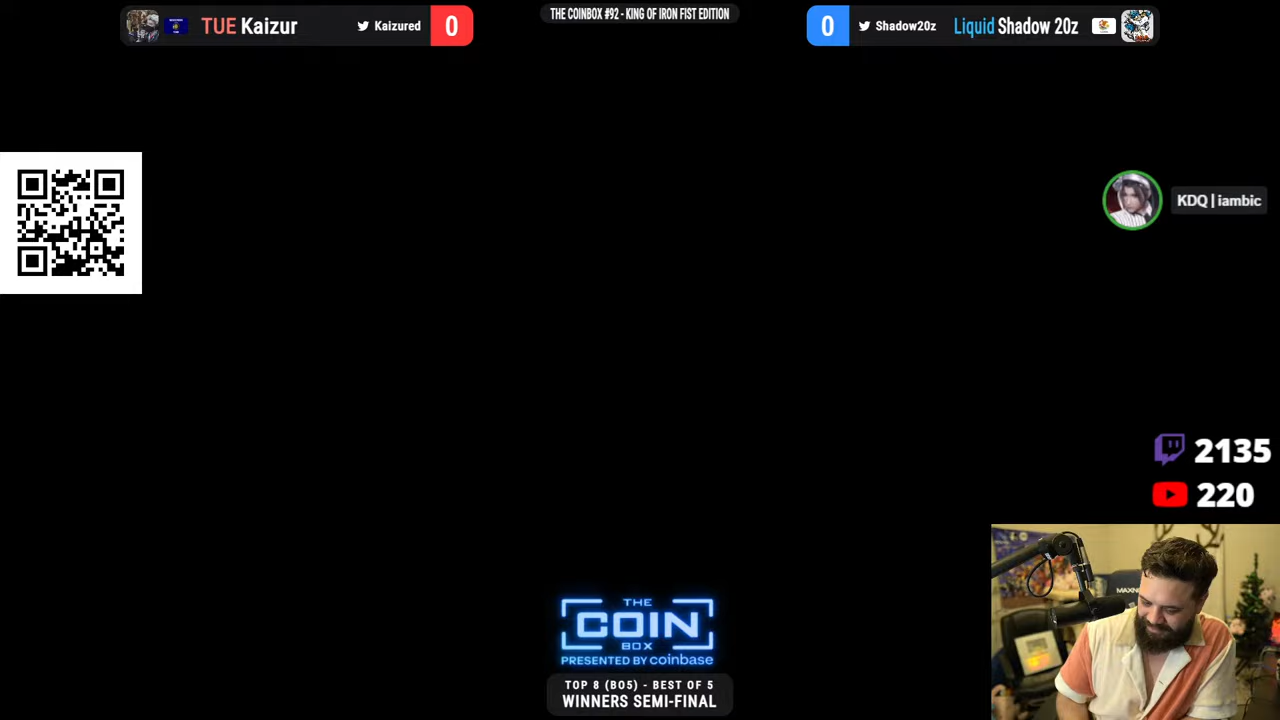 TUE Kaizur
Kaizured
0
THE COINBOX #92 - KING OF IRON FIST EDITION
0
Shadow20z
Liquid Shadow 20z
KDQ | iambic
2135
220
THE
COIN
BOX
PRESENTED BY coinbase
TOP 8 (BO5) - BEST OF 5
WINNERS SEMI-FINAL